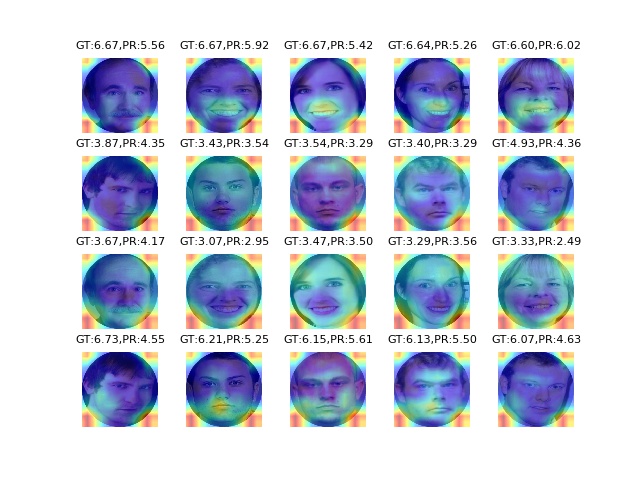 GT:6.67,PR:5.56 GT:6.67,PR:5.92 GT:6.67,PR:5.42 GT:6.64,PR:5.26 GT:6.60,PR:6.02
GT:3.87,PR:4.35 GT:3.43,PR:3.54 GT:3.54,PR:3.29 GT:3.40,PR:3.29 GT:4.93,PR:4.36
GT:3.67,PR:4.17 GT:3.07,PR:2.95 GT:3.47,PR:3.50 GT:3.29,PR:3.56 GT:3.33,PR:2.49
GT:6.73,PR:4.55 GT:6.21,PR:5.25 GT:6.15,PR:5.61 GT:6.13,PR:5.50 GT:6.07,PR:4.63